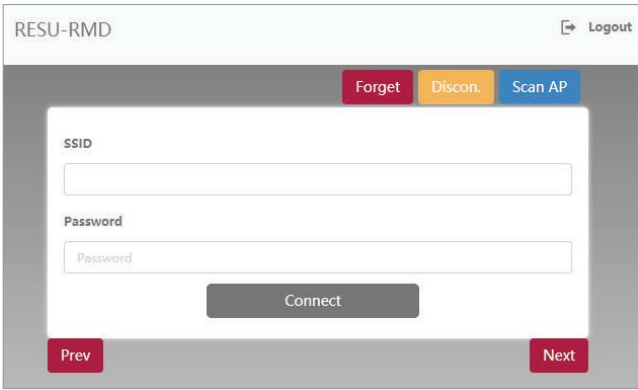 RESU-RMD Logout
Forget Discon. Scan AP
SSID
Password
Password
Connect
Prev Next